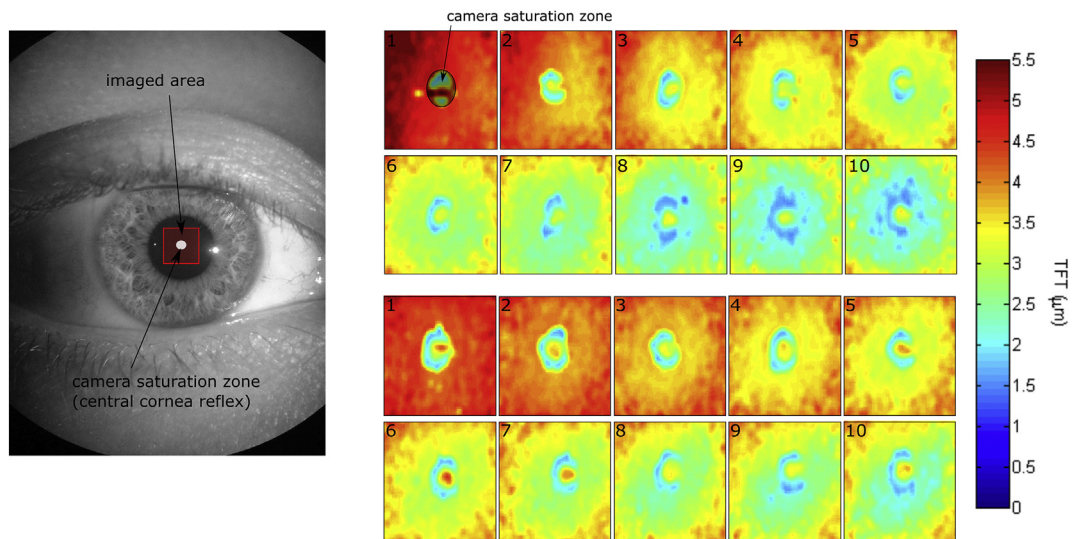 camera saturation zone
imaged area
camera saturation zone
(central cornea reflex)
1 2 3 4 5
6 7 8 9 10
1 2 3 4 5
6 7 8 9 10
5.5
5
4.5
4
3.5
3
2.5
2
1.5
1
0.5
0
TFT (μm)